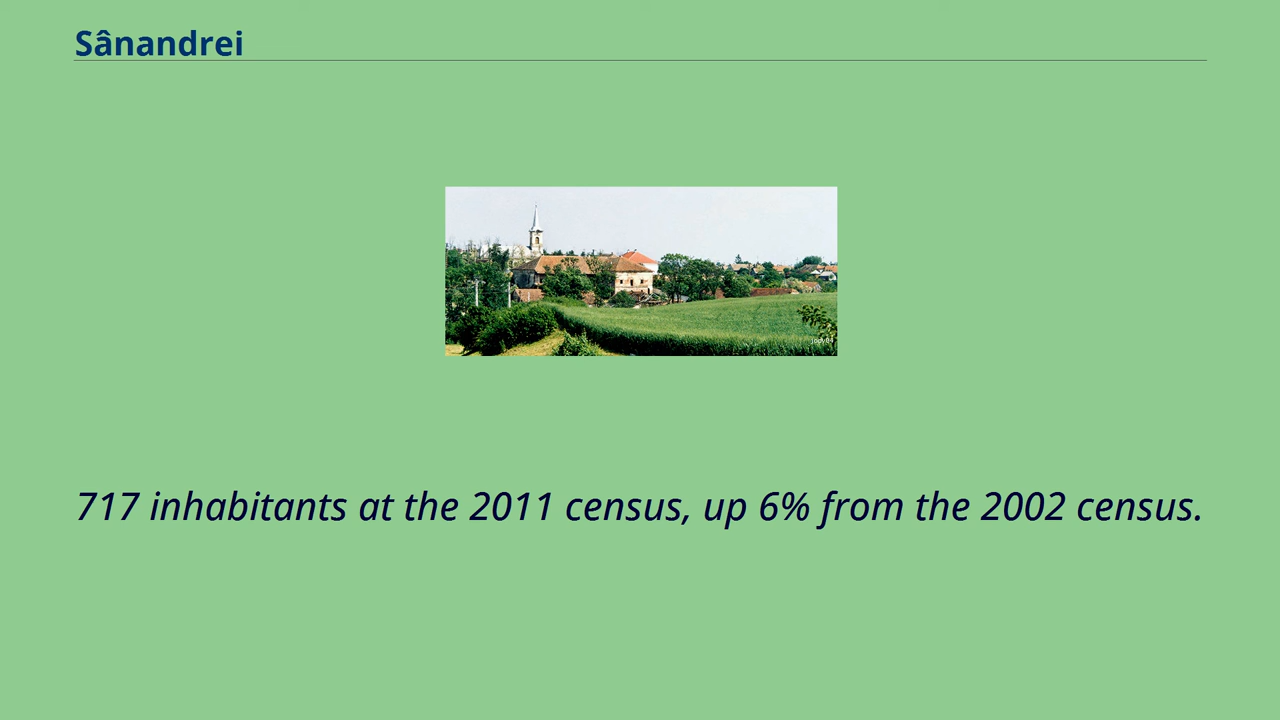 Sânandrei
717 inhabitants at the 2011 census, up 6% from the 2002 census.